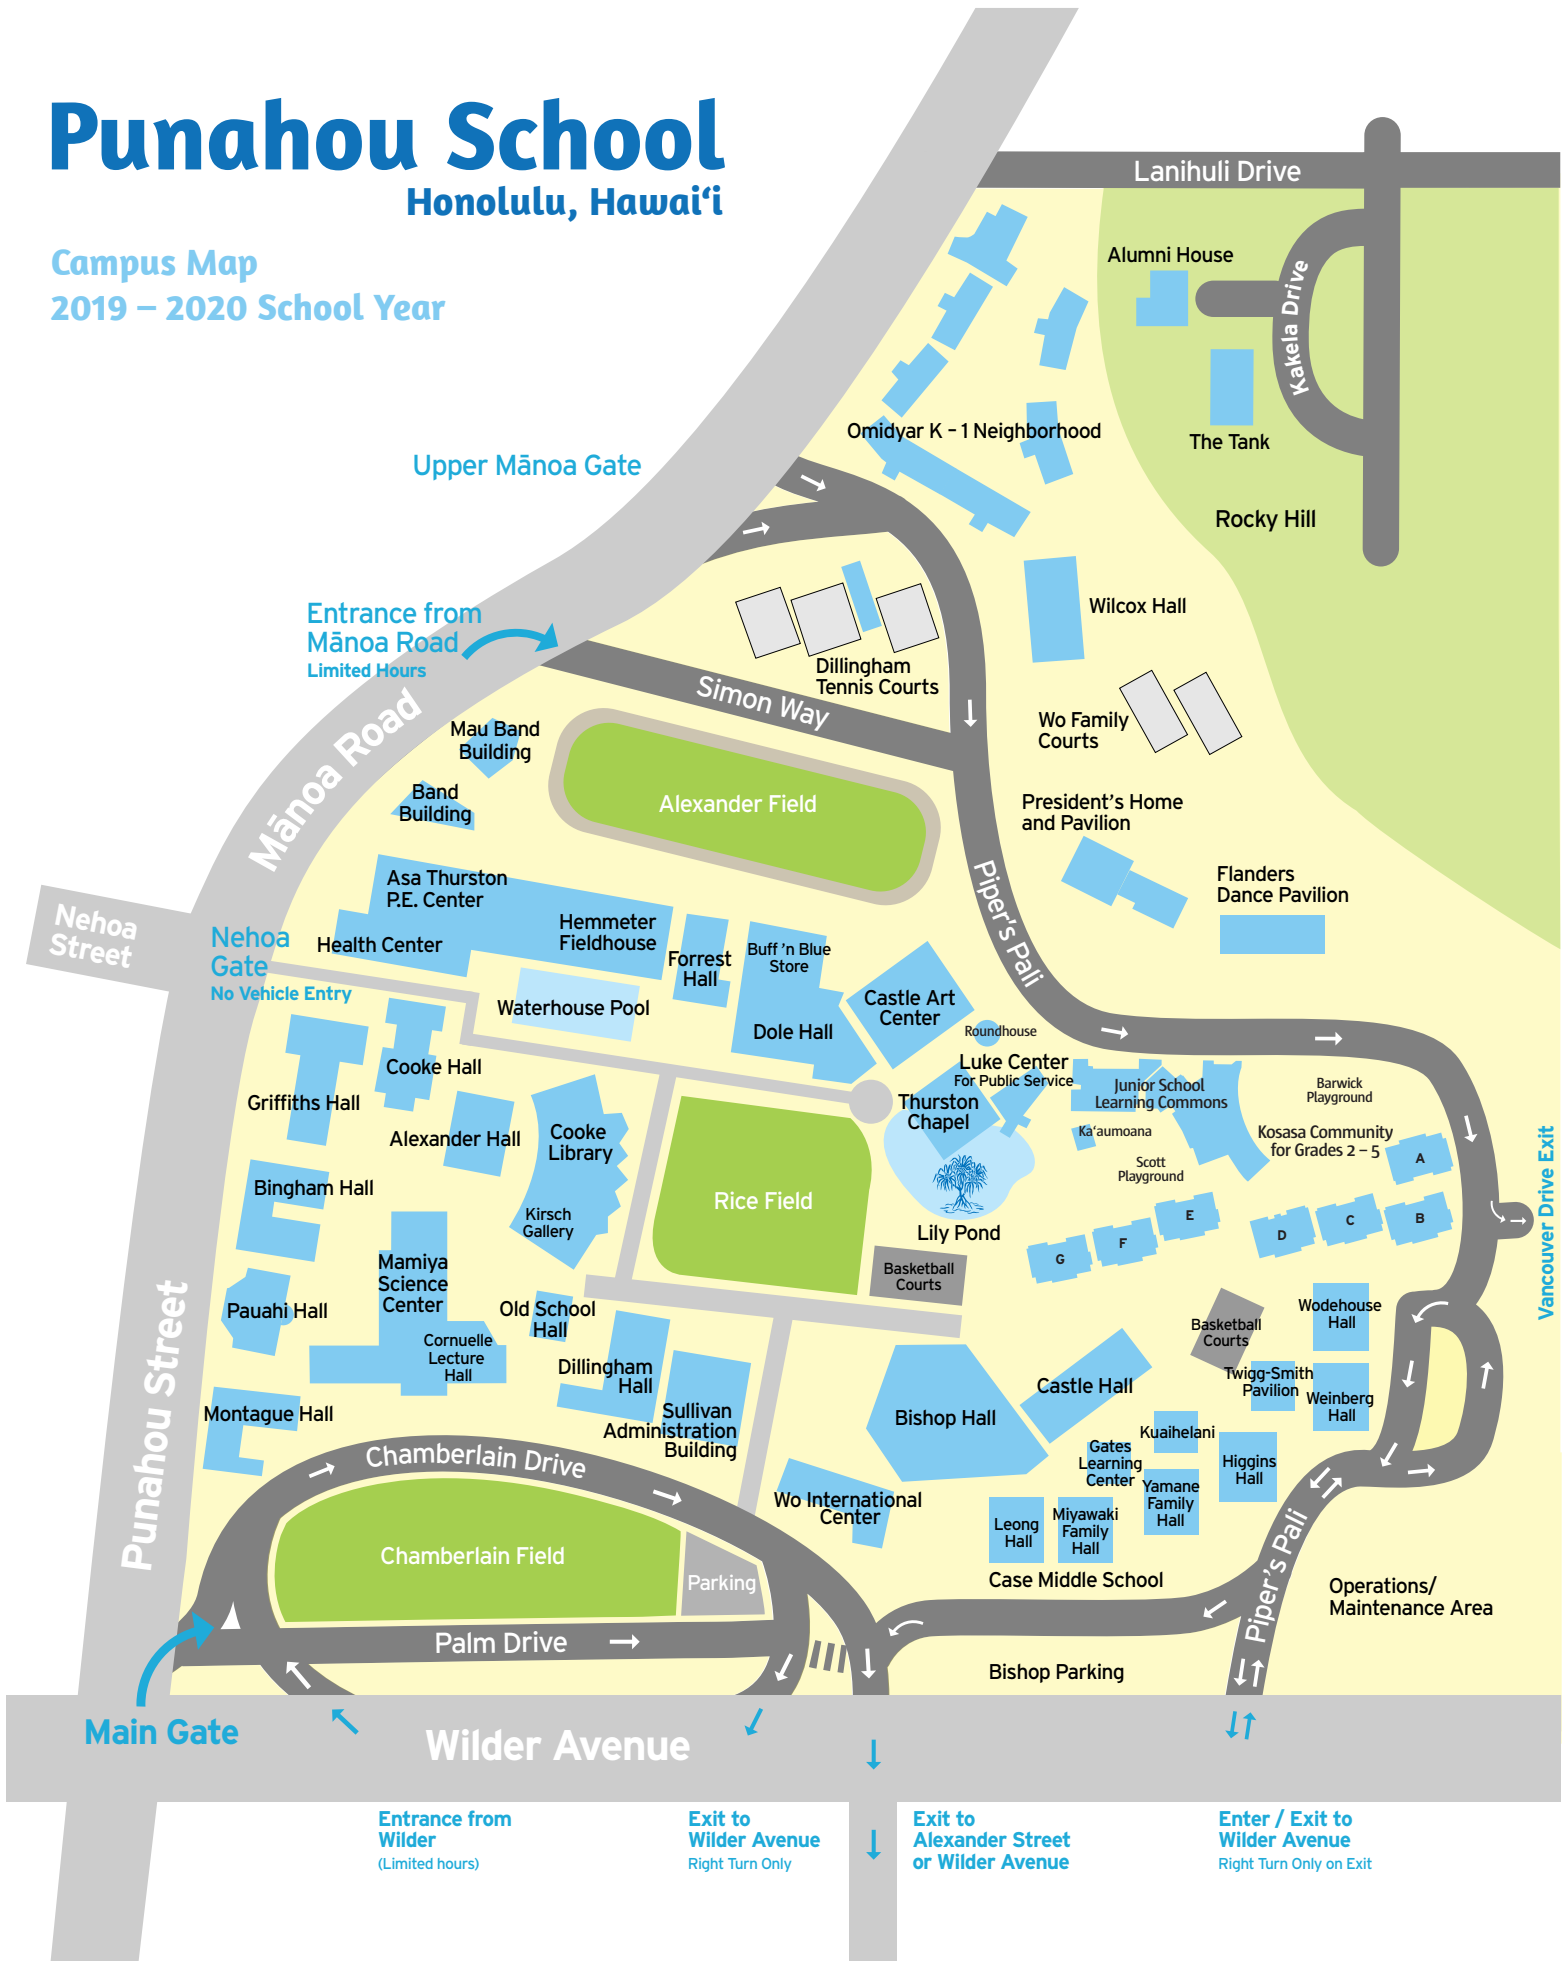 Punahou School
Honolulu, Hawai‘i
Campus Map
2019 – 2020 School Year
Lanihuli Drive
Alumni House
Kakela Drive
The Tank
Rocky Hill
Omidyar K – 1 Neighborhood
Upper Mānoa Gate
Entrance from
Mānoa Road
Limited Hours
Wilcox Hall
Dillingham
Tennis Courts
Simon Way
Mānoa Road
Wo Family
Courts
Mau Band
Building
Band
Building
Alexander Field
President’s Home
and Pavilion
Piper’s Pali
Flanders
Dance Pavilion
Asa Thurston
P.E. Center
Nehoa
Street
Nehoa
Gate
No Vehicle Entry
Health Center
Hemmeter
Fieldhouse
Forrest
Hall
Buff ’n Blue
Store
Waterhouse Pool
Dole Hall
Castle Art
Center
Roundhouse
Luke Center
For Public Service
Thurston
Chapel
Junior School
Learning Commons
Barwick
Playground
Ka‘aumoana
Kosasa Community
for Grades 2 – 5
Scott
Playground
Cooke Hall
Griffiths Hall
Alexander Hall
Cooke
Library
Bingham Hall
Kirsch
Gallery
Rice Field
Lily Pond
A
B
C
D
E
F
G
Vancouver Drive Exit
Basketball
Courts
Mamiya
Science
Center
Pauahi Hall
Old School
Hall
Cornuelle
Lecture
Hall
Dillingham
Hall
Sullivan
Administration
Building
Montague Hall
Punahou Street
Basketball
Courts
Wodehouse
Hall
Twigg-Smith
Pavilion
Weinberg
Hall
Castle Hall
Bishop Hall
Kuaihelani
Gates
Learning
Center
Higgins
Hall
Yamane
Family
Hall
Wo International
Center
Leong
Hall
Miyawaki
Family
Hall
Case Middle School
Chamberlain Drive
Chamberlain Field
Parking
Palm Drive
Piper’s Pali
Operations/
Maintenance Area
Bishop Parking
Main Gate
Wilder Avenue
Entrance from
Wilder
(Limited hours)
Exit to
Wilder Avenue
Right Turn Only
Exit to
Alexander Street
or Wilder Avenue
Enter / Exit to
Wilder Avenue
Right Turn Only on Exit